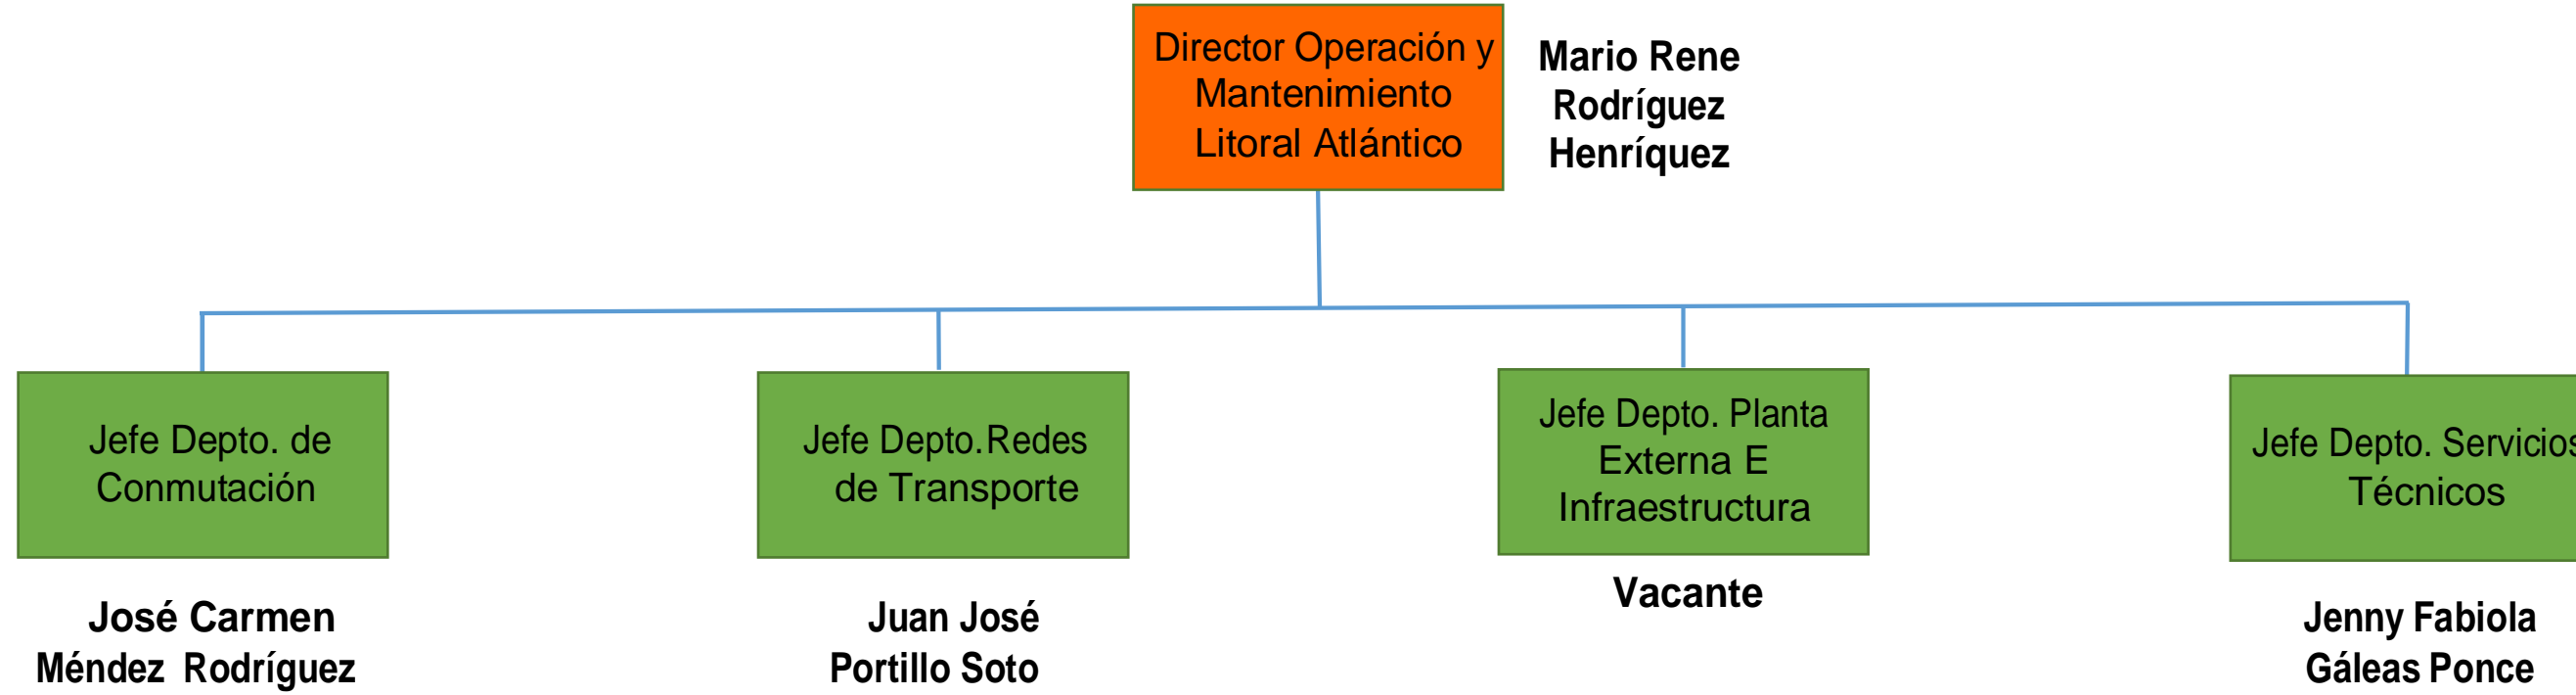 Director Operación y
Mantenimiento
Litoral Atlántico
Mario Rene
Rodríguez
Henríquez
Jefe Depto. de
Conmutación
José Carmen
Méndez Rodríguez
Jefe Depto.Redes
de Transporte
Juan José
Portillo Soto
Jefe Depto. Planta
Externa E
Infraestructura
Vacante
Jefe Depto. Servicios
Técnicos
Jenny Fabiola
Gáleas Ponce